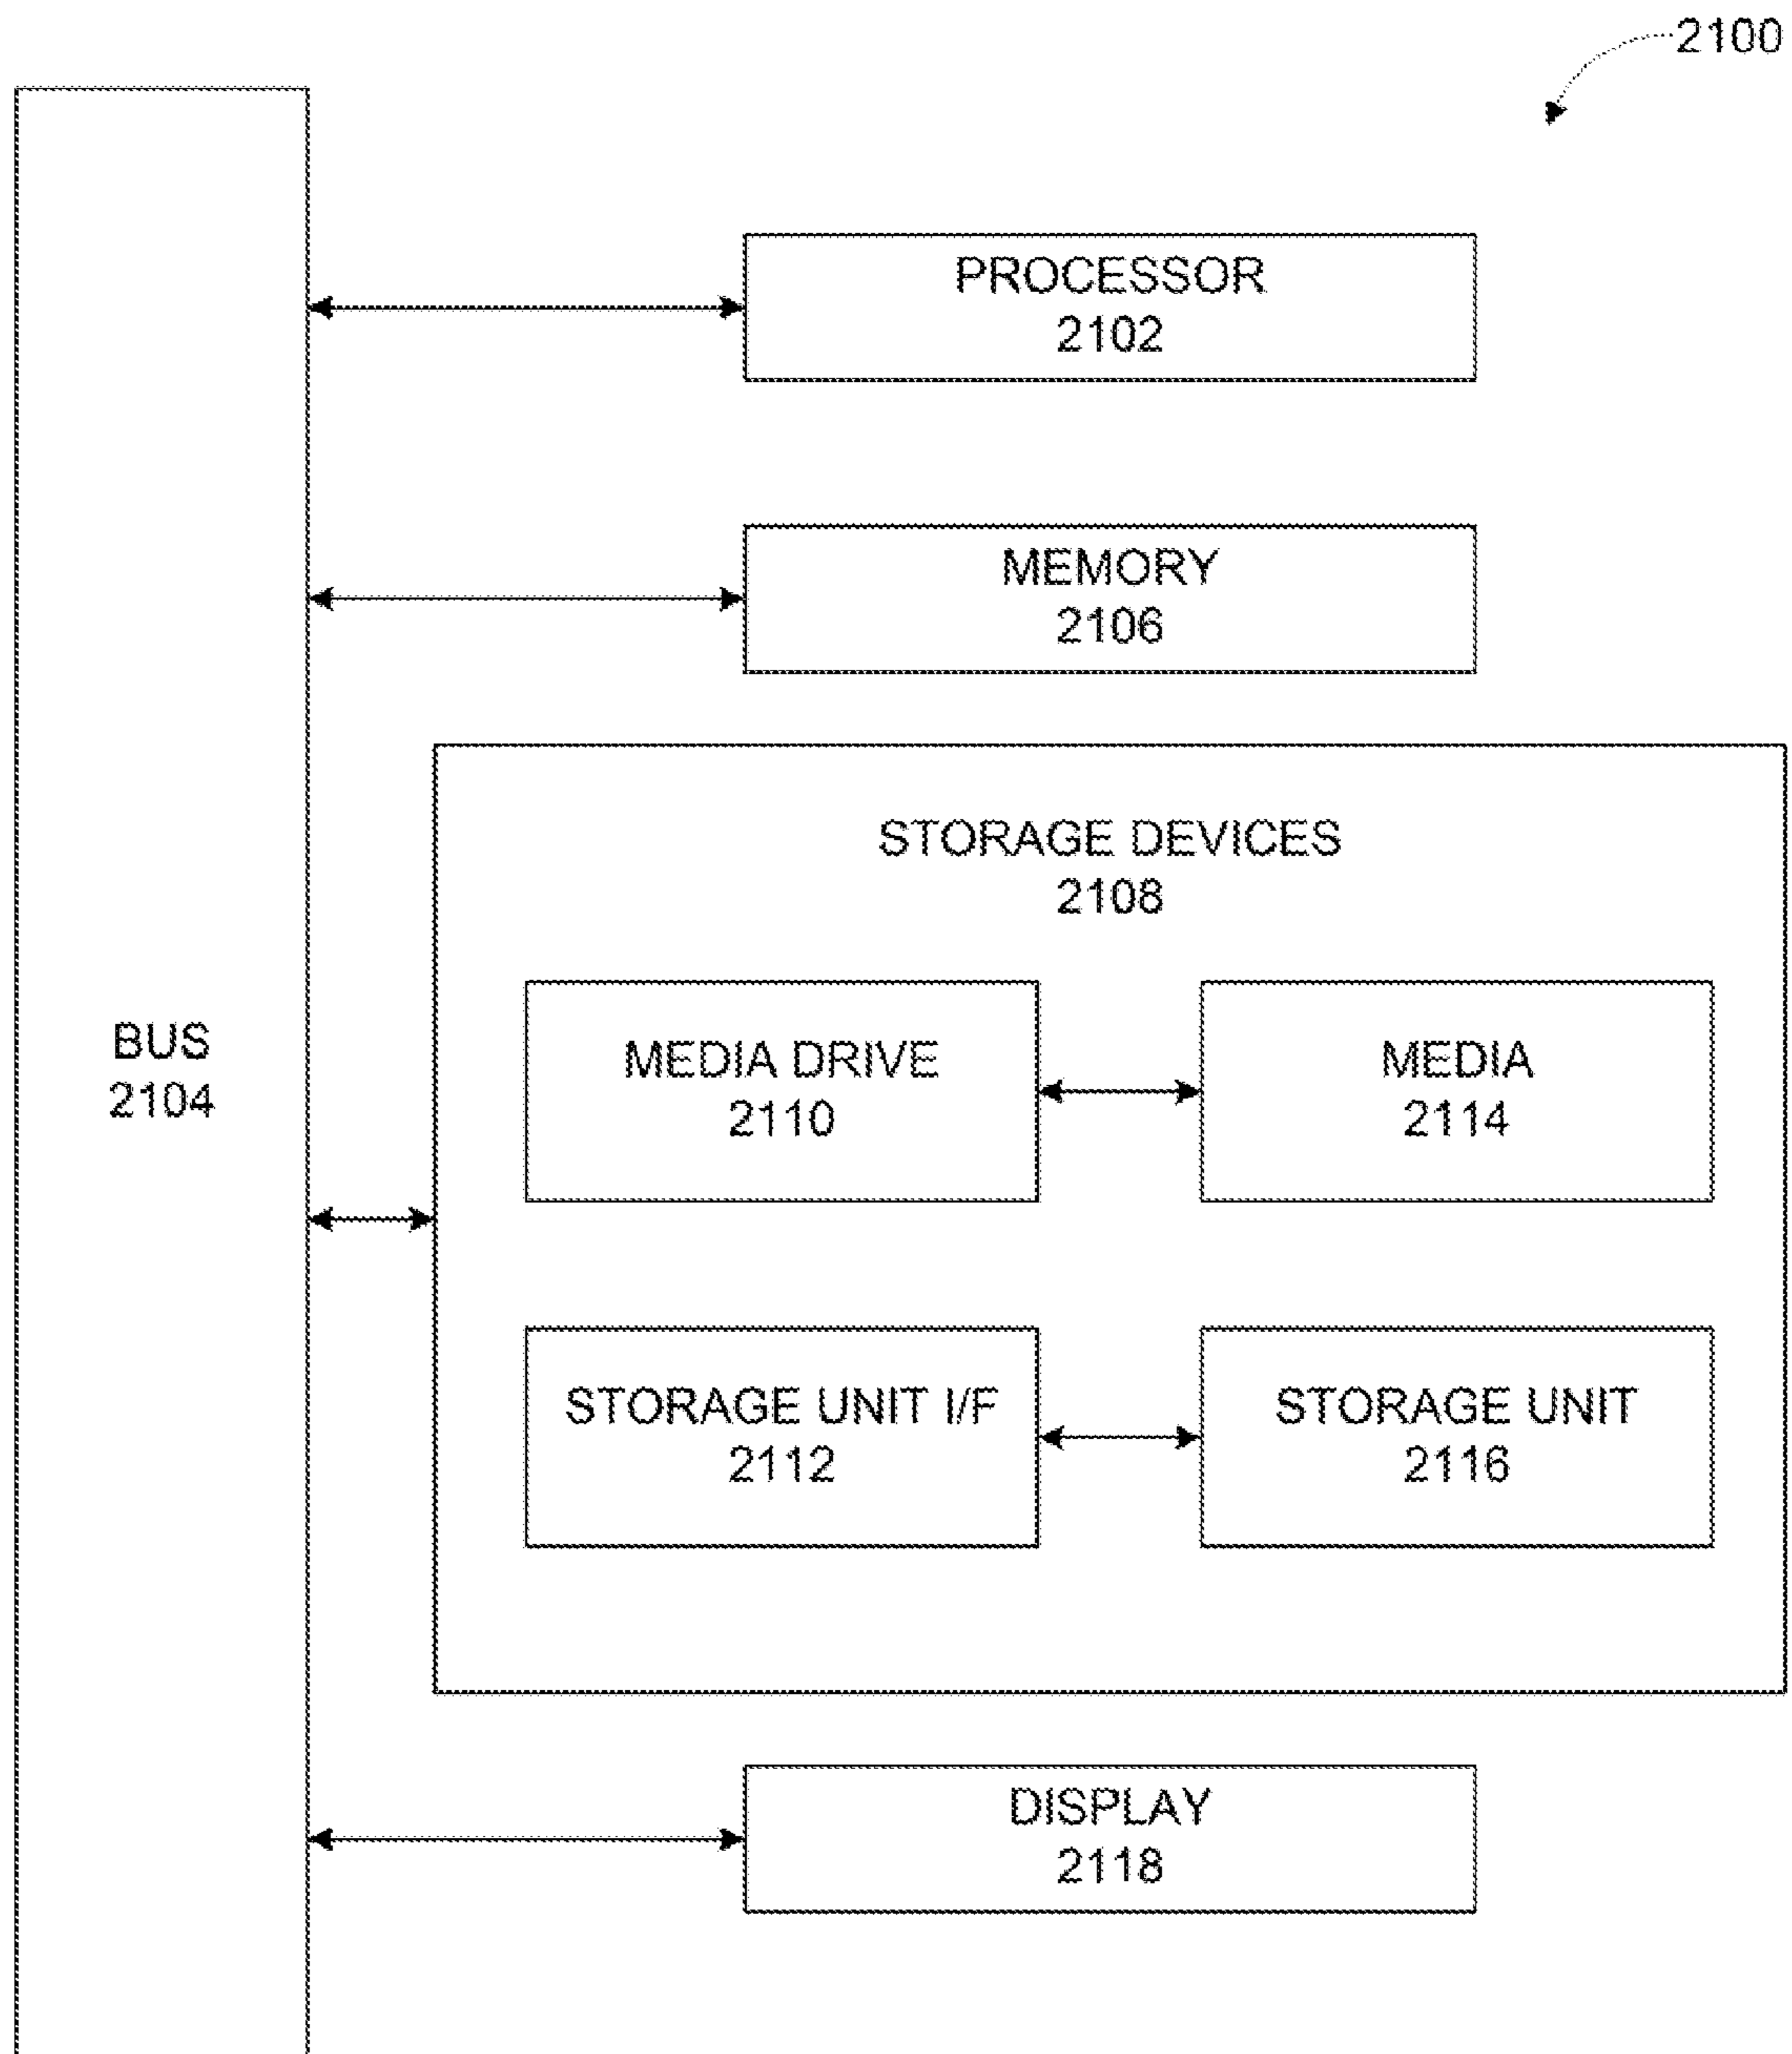 2100
PROCESSOR
2102
MEMORY
2106
STORAGE DEVICES
2108
BUS
2104
MEDIA DRIVE
2110
MEDIA
2114
STORAGE UNIT I/F
2112
STORAGE UNIT
2116
DISPLAY
2118